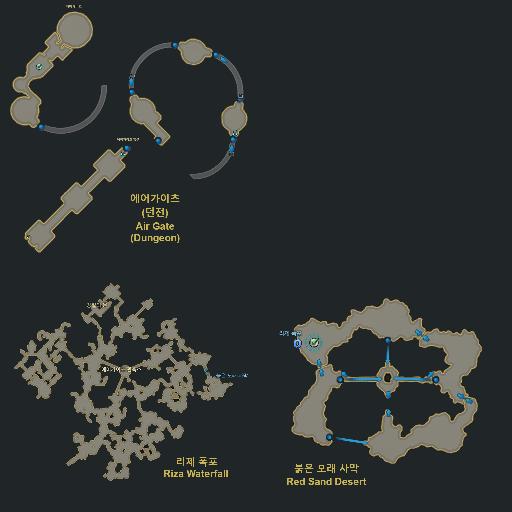 에어가이츠
(던전)
Air Gate
(Dungeon)
리제 폭포
Riza Waterfall
붉은 모래 사막
Red Sand Desert